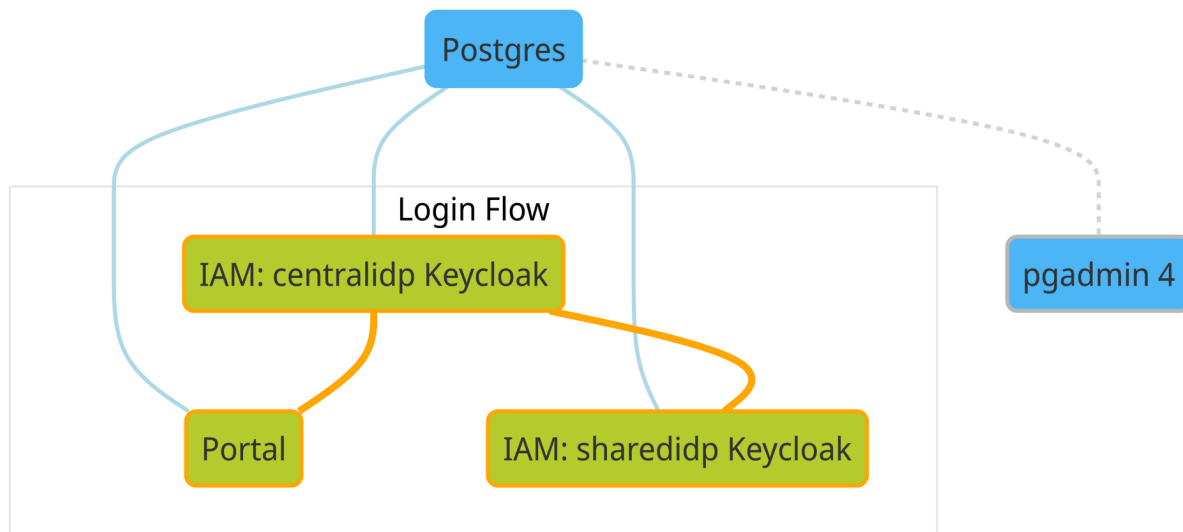 Postgres
Login Flow
IAM: centralidp Keycloak
pgadmin 4
Portal
IAM: sharedidp Keycloak